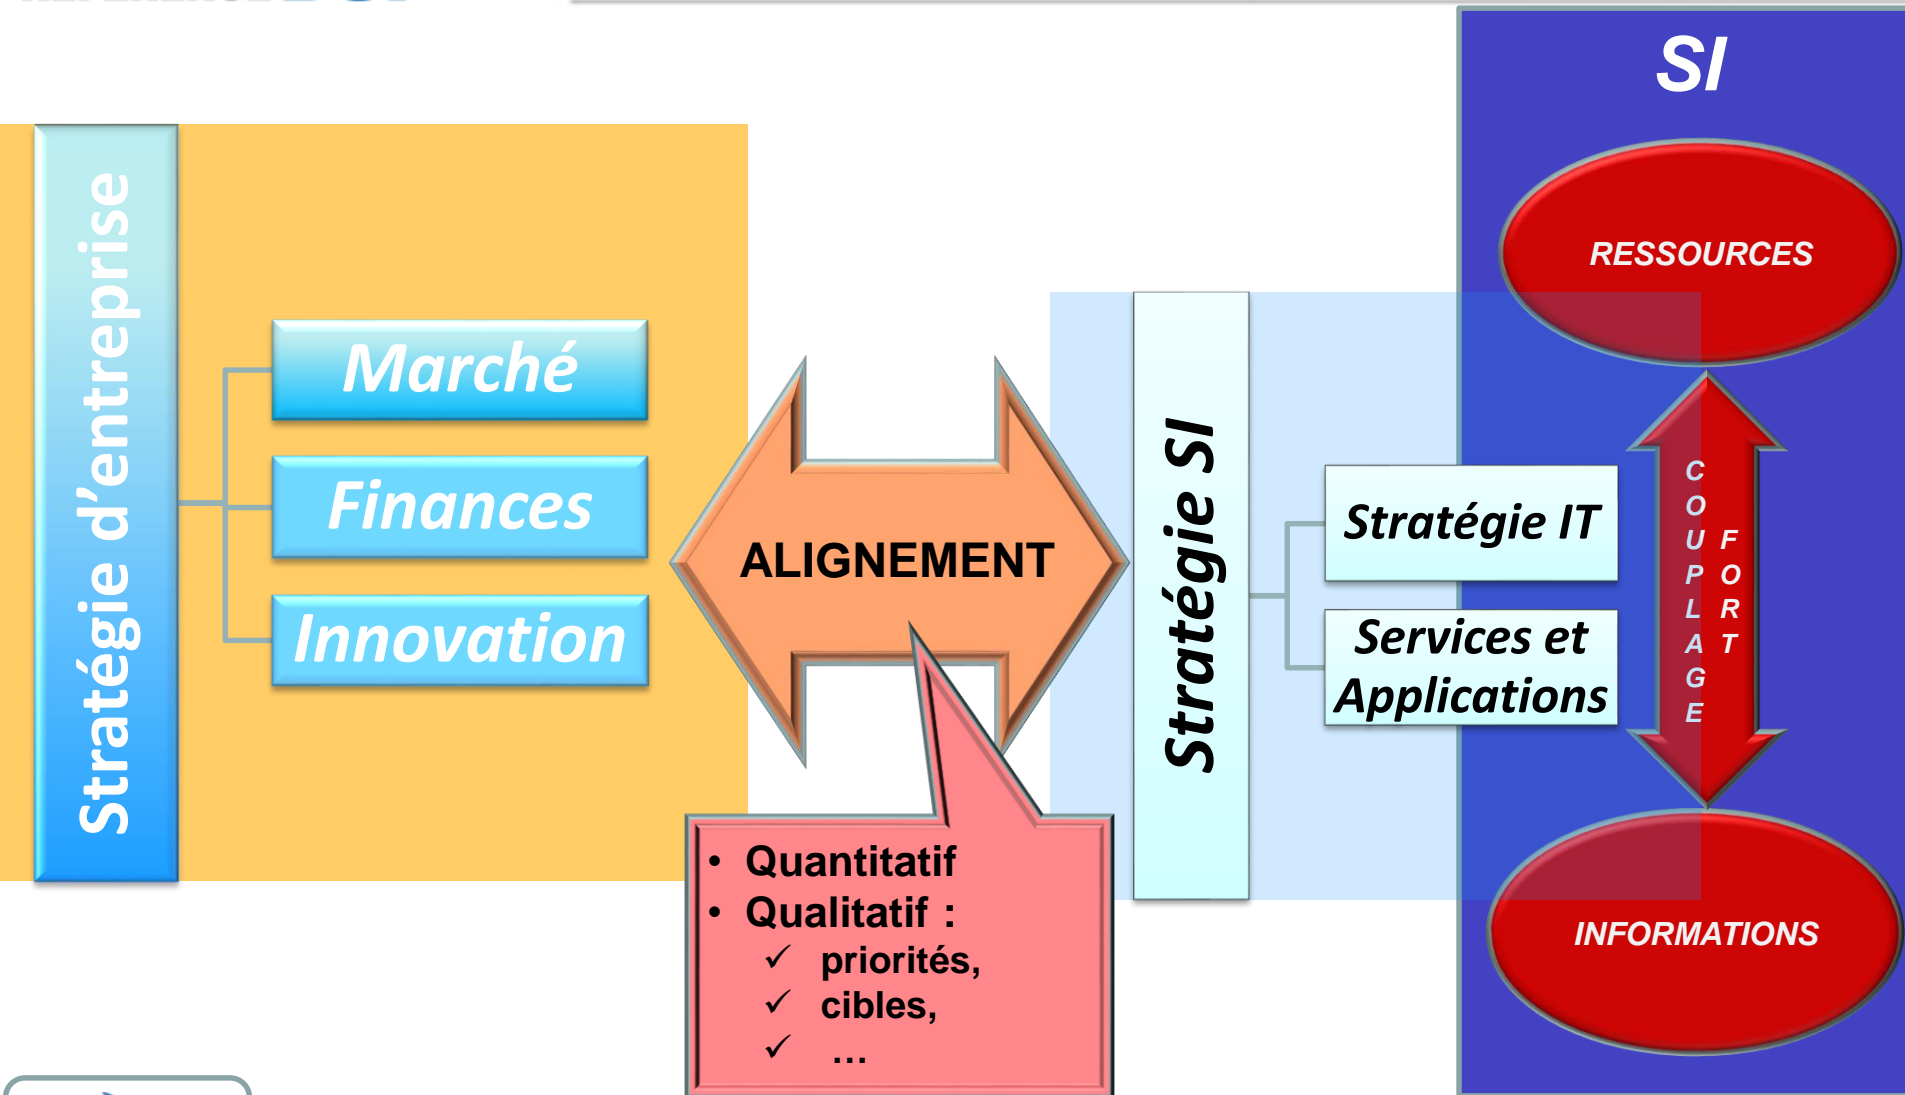 SI
Stratégie d'entreprise
Marché
Finances
Innovation
ALIGNEMENT
• Quantitatif
• Qualitatif :
✓ priorités,
✓ cibles,
✓ ...
Stratégie SI
Stratégie IT
Services et
Applications
RESSOURCES
COUPLAGE
FORT
INFORMATIONS